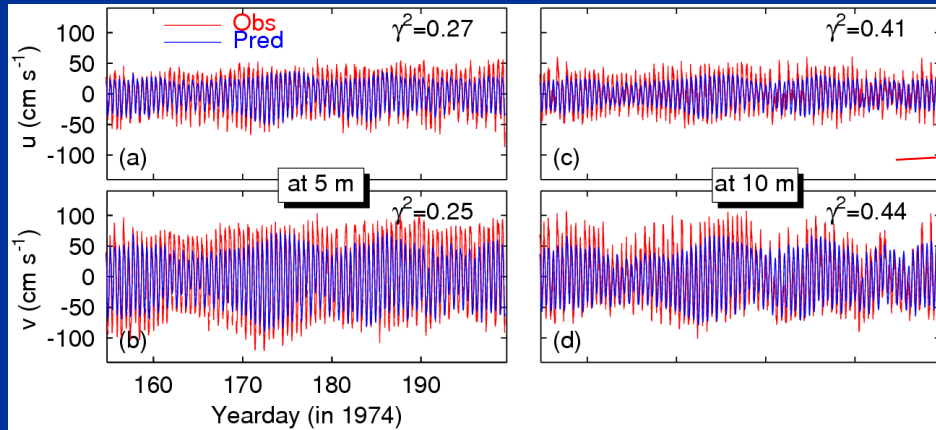 Obs
Pred
γ²=0.27
100
50
0
-50
-100
u (cm s⁻¹)
(a)
γ²=0.41
(c)
at 5 m
at 10 m
γ²=0.25
100
50
0
-50
-100
v (cm s⁻¹)
(b)
γ²=0.44
(d)
160
170
180
190
Yearday (in 1974)